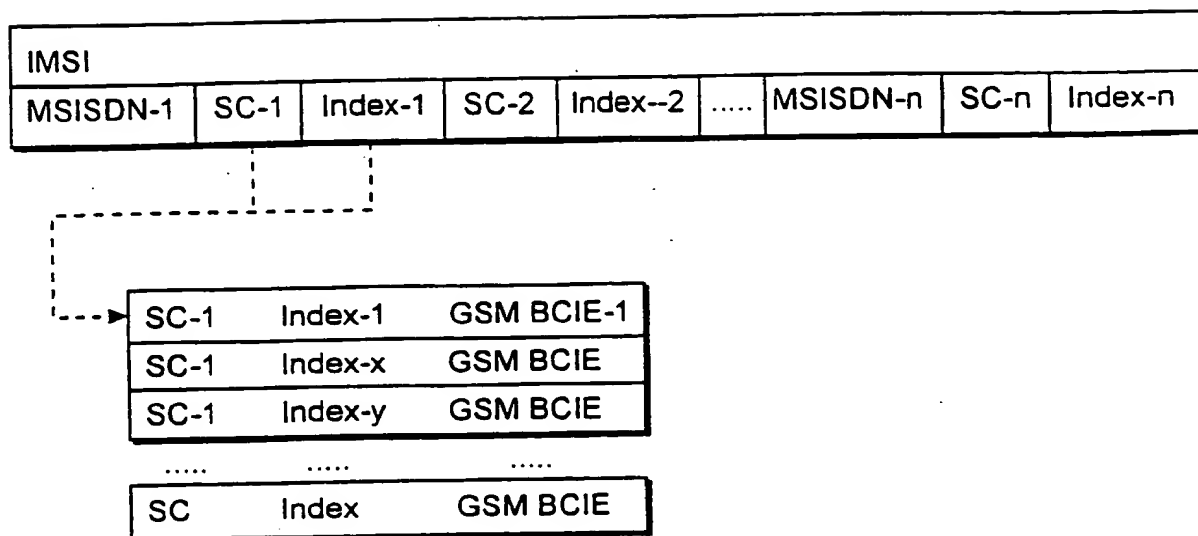 IMSI
MSISDN-1 SC-1 Index-1 SC-2 Index--2 ..... MSISDN-n SC-n Index-n
SC-1 Index-1 GSM BCIE-1
SC-1 Index-x GSM BCIE
SC-1 Index-y GSM BCIE
..... ..... .....
SC Index GSM BCIE